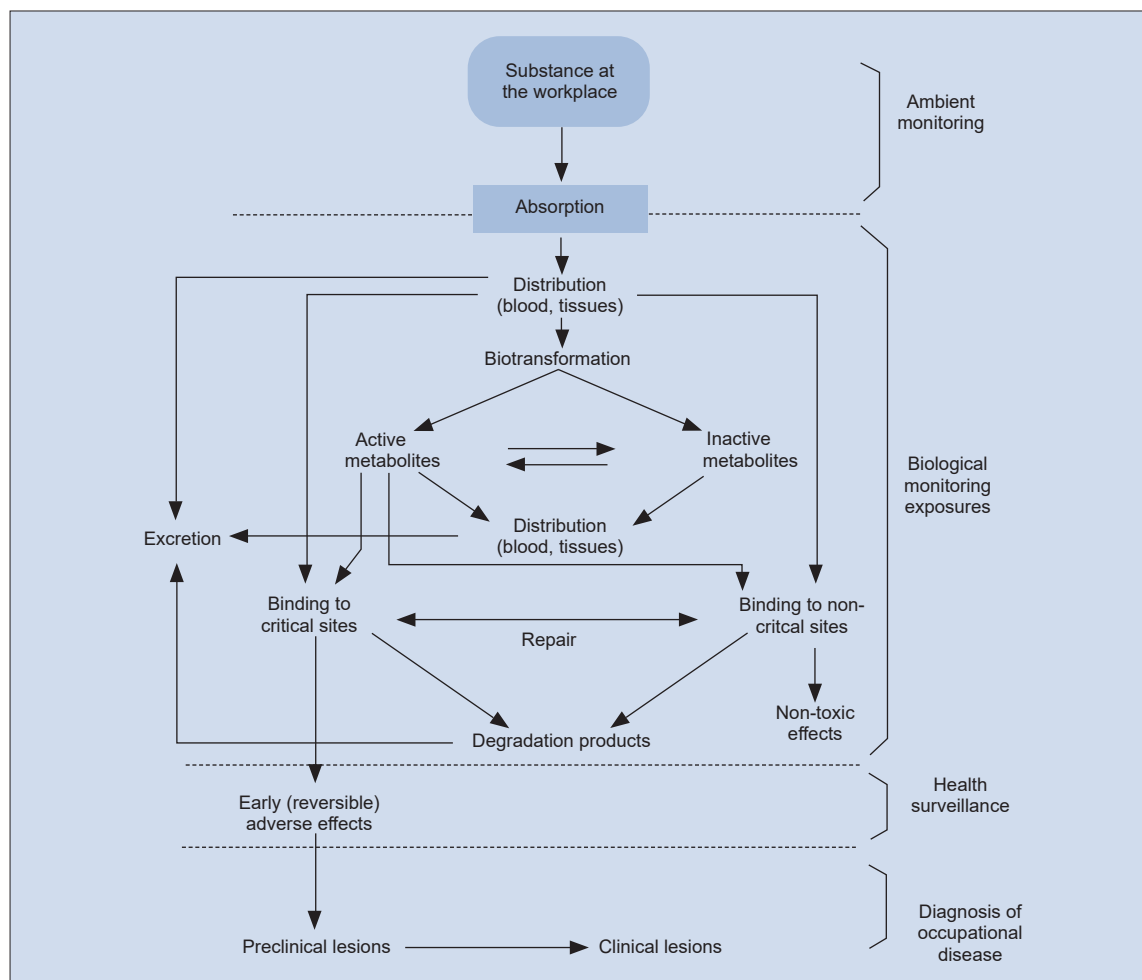 Substance at
the workplace
Ambient
monitoring
Absorption
Distribution
(blood, tissues)
Biotransformation
Active
metabolites
Inactive
metabolites
Biological
monitoring
exposures
Excretion
Distribution
(blood, tissues)
Binding to
critical sites
Repair
Binding to non-
critcal sites
Non-toxic
effects
Degradation products
Early (reversible)
adverse effects
Health
surveillance
Preclinical lesions
Clinical lesions
Diagnosis of
occupational
disease